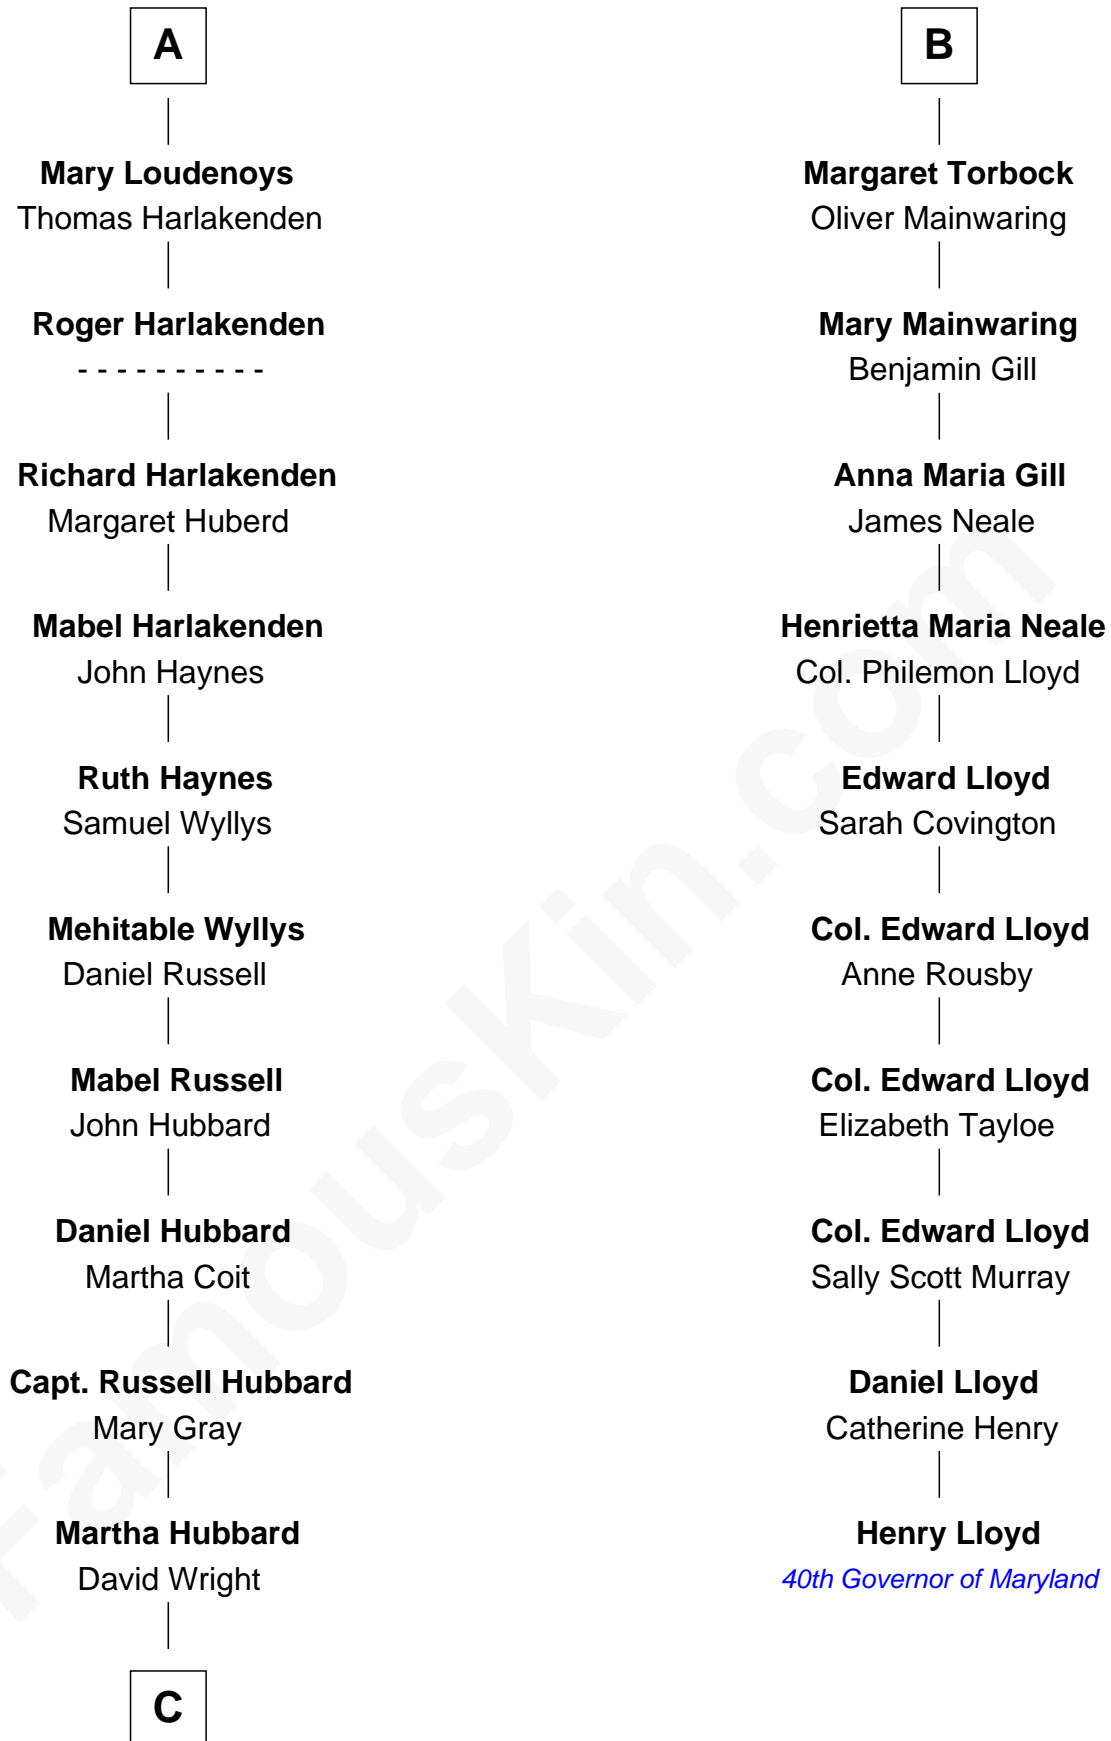 A
Mary Loudenoys
Thomas Harlakenden
Roger Harlakenden
- - - - - - - - - -
Richard Harlakenden
Margaret Huberd
Mabel Harlakenden
John Haynes
Ruth Haynes
Samuel Wyllys
Mehitable Wyllys
Daniel Russell
Mabel Russell
John Hubbard
Daniel Hubbard
Martha Coit
Capt. Russell Hubbard
Mary Gray
Martha Hubbard
David Wright
C
B
Margaret Torbock
Oliver Mainwaring
Mary Mainwaring
Benjamin Gill
Anna Maria Gill
James Neale
Henrietta Maria Neale
Col. Philemon Lloyd
Edward Lloyd
Sarah Covington
Col. Edward Lloyd
Anne Rousby
Col. Edward Lloyd
Elizabeth Tayloe
Col. Edward Lloyd
Sally Scott Murray
Daniel Lloyd
Catherine Henry
Henry Lloyd
40th Governor of Maryland
FamousKin.com